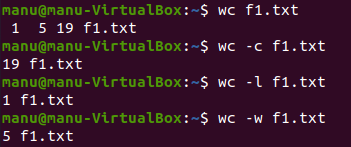 manu@manu-VirtualBox:~$ wc f1.txt
 1  5 19 f1.txt
manu@manu-VirtualBox:~$ wc -c f1.txt
19 f1.txt
manu@manu-VirtualBox:~$ wc -l f1.txt
1 f1.txt
manu@manu-VirtualBox:~$ wc -w f1.txt
5 f1.txt